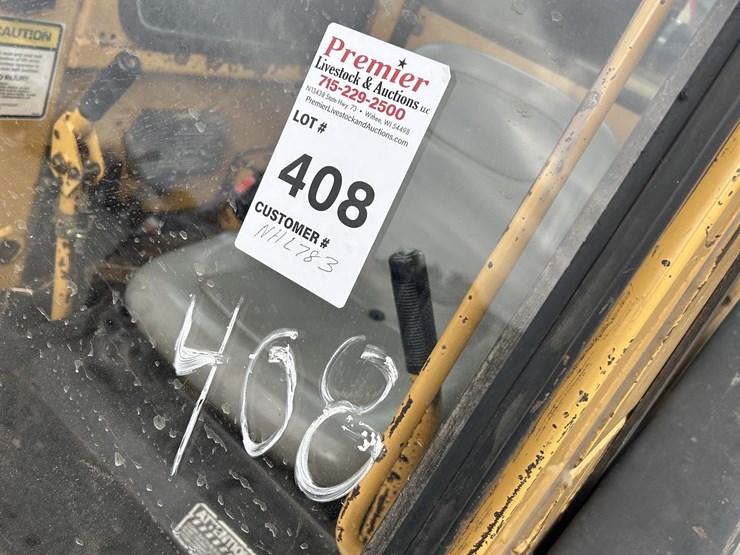 CAUTION
Premier
Livestock & Auctions LLC
715-229-2500
N13438 State Hwy. 73 • Withee, WI 54498
PremierLivestockandAuctions.com
LOT #
408
CUSTOMER #
NHL783
408